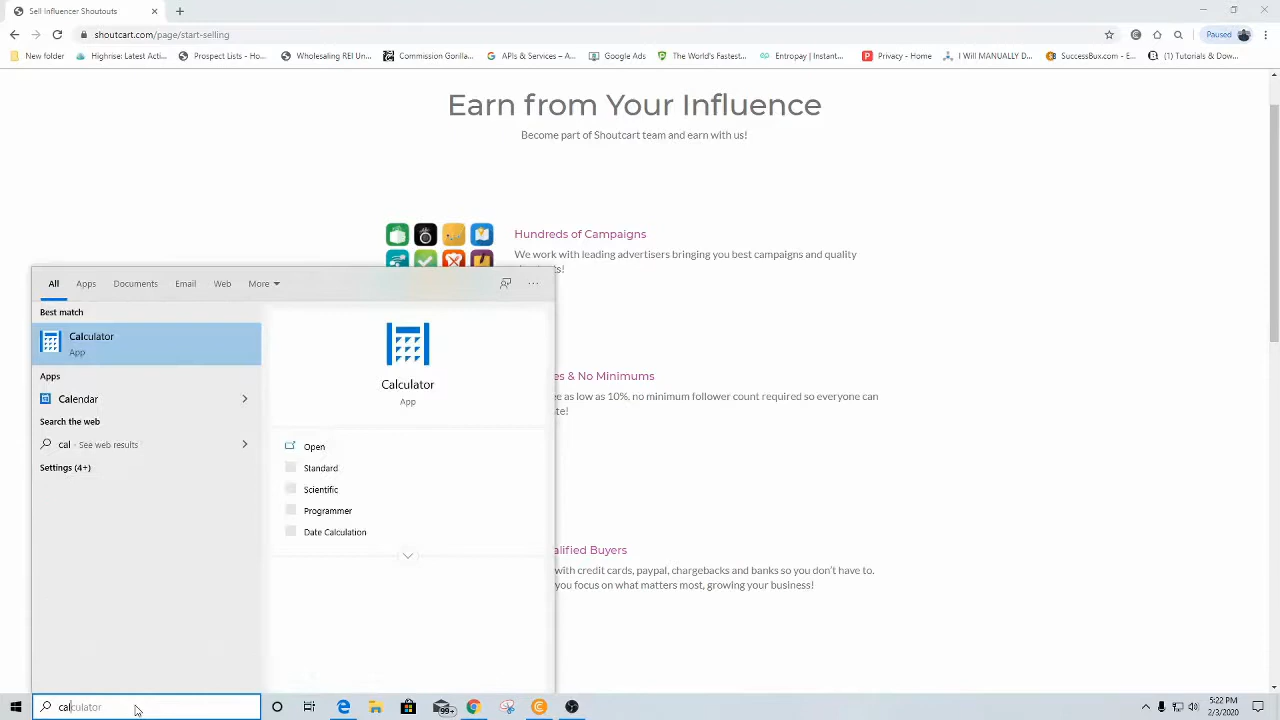 Sell Influencer Shoutouts
shoutcart.com/page/start-selling
Paused
New folder
Highrise: Latest Acti...
Prospect Lists - Ho...
Wholesaling REI Un...
Commission Gorilla...
APIs & Services – A...
Google Ads
The World's Fastest...
Entropay | Instant...
Privacy - Home
I Will MANUALLY D...
SuccessBox.com - E...
(1) Tutorials & Dow...
Earn from Your Influence
Become part of Shoutcart team and earn with us!
Hundreds of Campaigns
We work with leading advertisers bringing you best campaigns and quality
es & No Minimums
ee as low as 10%, no minimum follower count required so everyone can
te!
alified Buyers
with credit cards, paypal, chargebacks and banks so you don't have to.
you focus on what matters most, growing your business!
All
Apps
Documents
Email
Web
More
Best match
Calculator
App
Apps
Calendar
Search the web
cal - See web results
Settings (4+)
Calculator
App
Open
Standard
Scientific
Programmer
Date Calculation
calculator
99+
5:22 PM
2/3/2020